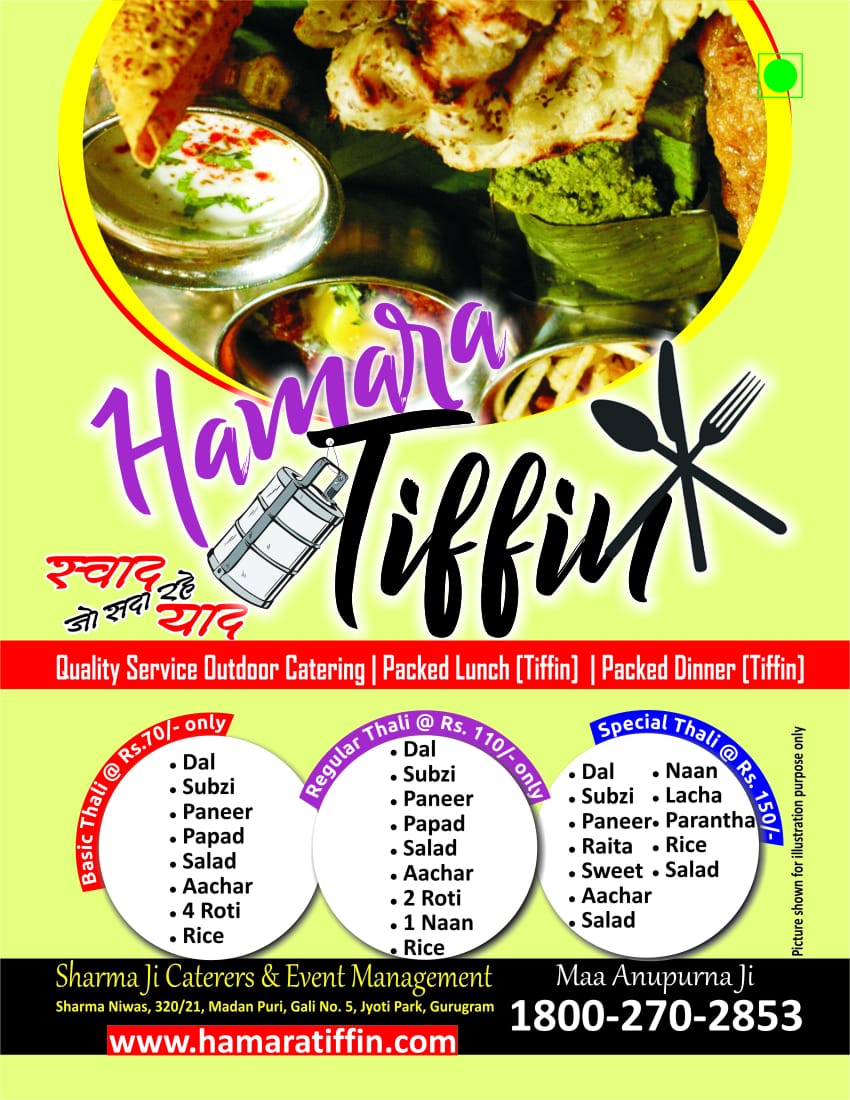 Hamara
Tiffin
स्वाद
जो सदा रहे
याद
Quality Service Outdoor Catering | Packed Lunch [Tiffin] | Packed Dinner [Tiffin]
Basic Thali @ Rs.70/- only
• Dal
• Subzi
• Paneer
• Papad
• Salad
• Aachar
• 4 Roti
• Rice
Regular Thali @ Rs. 110/- only
• Dal
• Subzi
• Paneer
• Papad
• Salad
• Aachar
• 2 Roti
• 1 Naan
• Rice
Special Thali @ Rs. 150/-
• Dal
• Subzi
• Paneer
• Raita
• Sweet
• Aachar
• Salad
• Naan
• Lacha
• Parantha
• Rice
• Salad
Picture shown for illustration purpose only
Sharma Ji Caterers & Event Management
Sharma Niwas, 320/21, Madan Puri, Gali No. 5, Jyoti Park, Gurugram
www.hamaratiffin.com
Maa Anupurna Ji
1800-270-2853